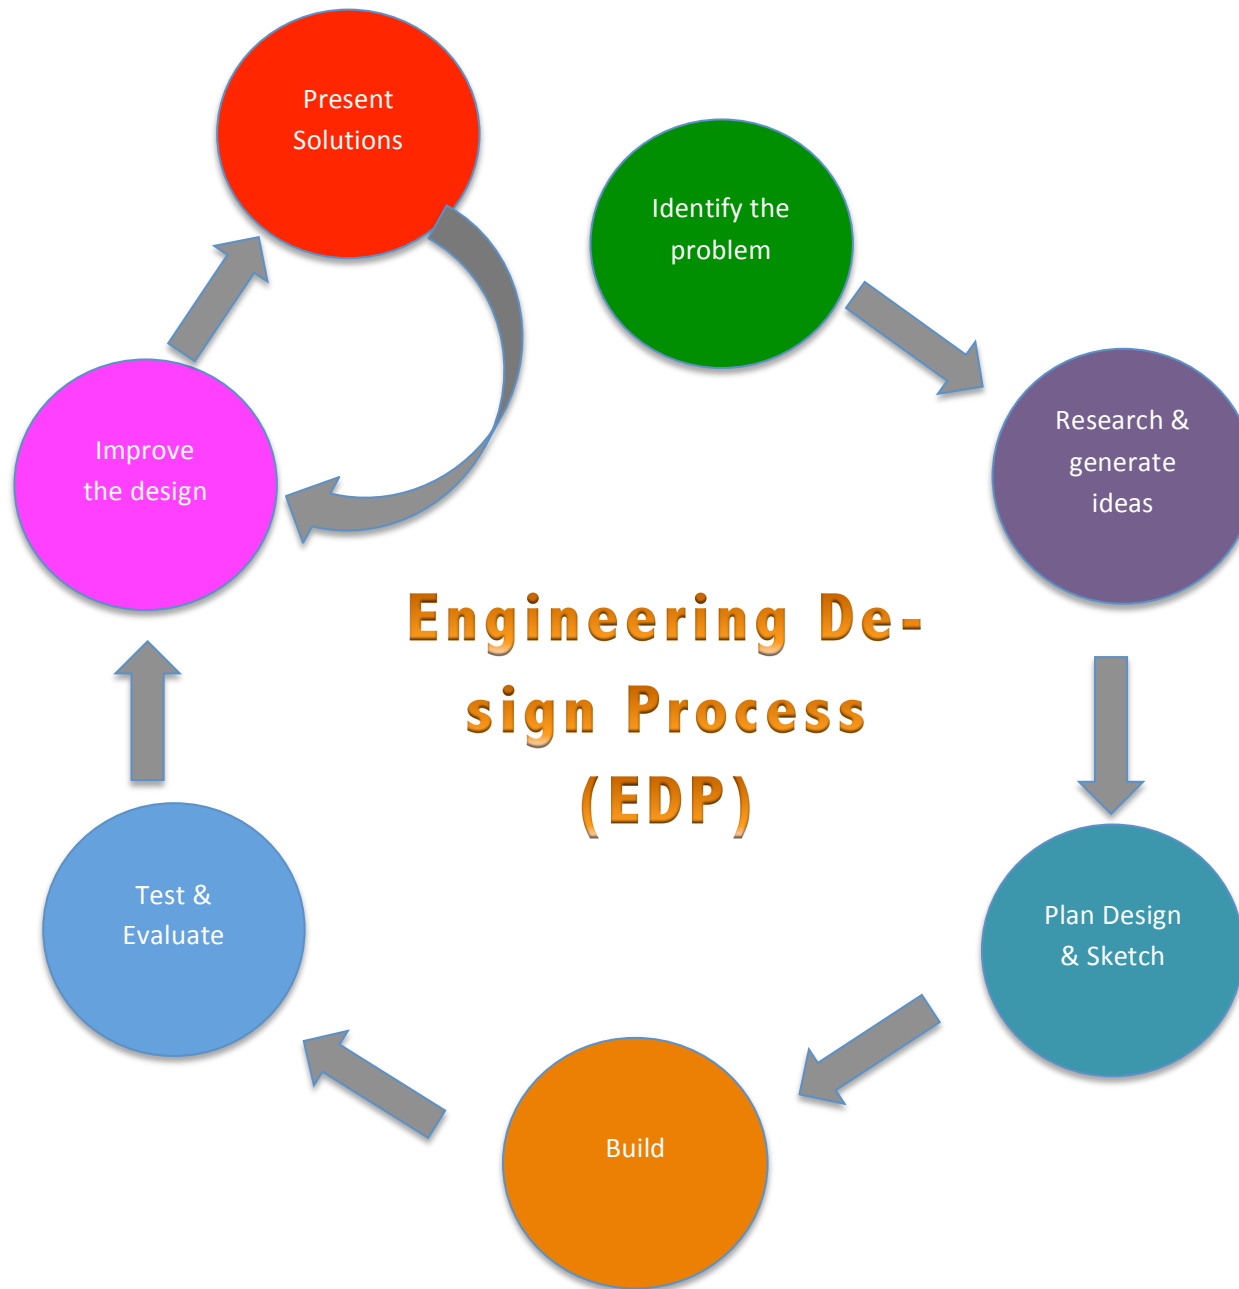 Present
Solutions
Identify the
problem
Research &
generate
ideas
Improve
the design
Engineering De-
sign Process
(EDP)
Test &
Evaluate
Plan Design
& Sketch
Build